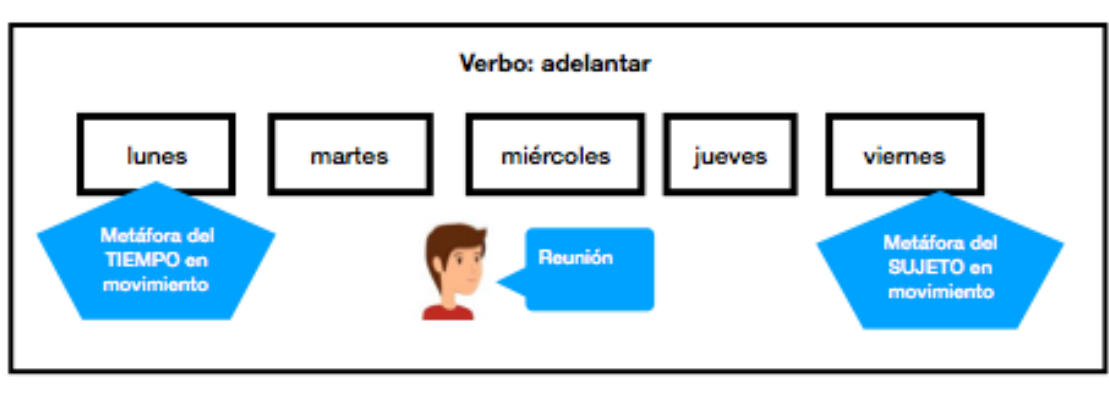 Verbo: adelantar
lunes
martes
miércoles
jueves
viernes
Metáfora del
TIEMPO en
movimiento
Reunión
Metáfora del
SUJETO en
movimiento